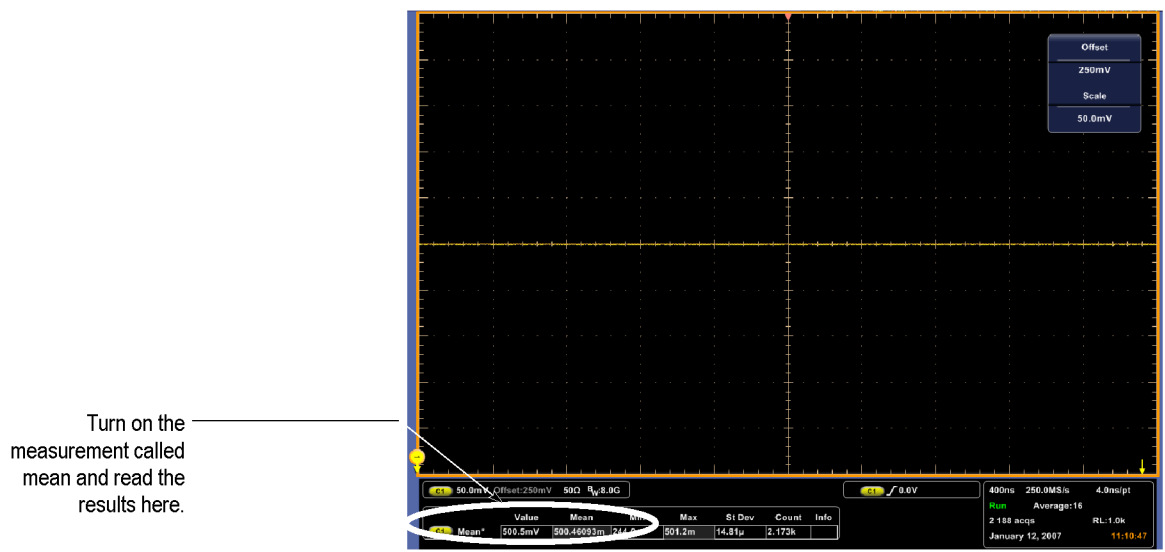 Offset
250mV
Scale
50.0mV
Turn on the
measurement called
mean and read the
results here.
C1 50.0mV Offset:250mV 50Ω BW:8.0G
C1 0.0V
400ns 250.0MS/s 4.0ns/pt
Run Average:16
2 188 acqs RL:1.0k
January 12, 2007 11:10:47
Value Mean Max St Dev Count Info
C1 Mean* 500.5mV 500.46093m 501.2m 14.81µ 2.173k